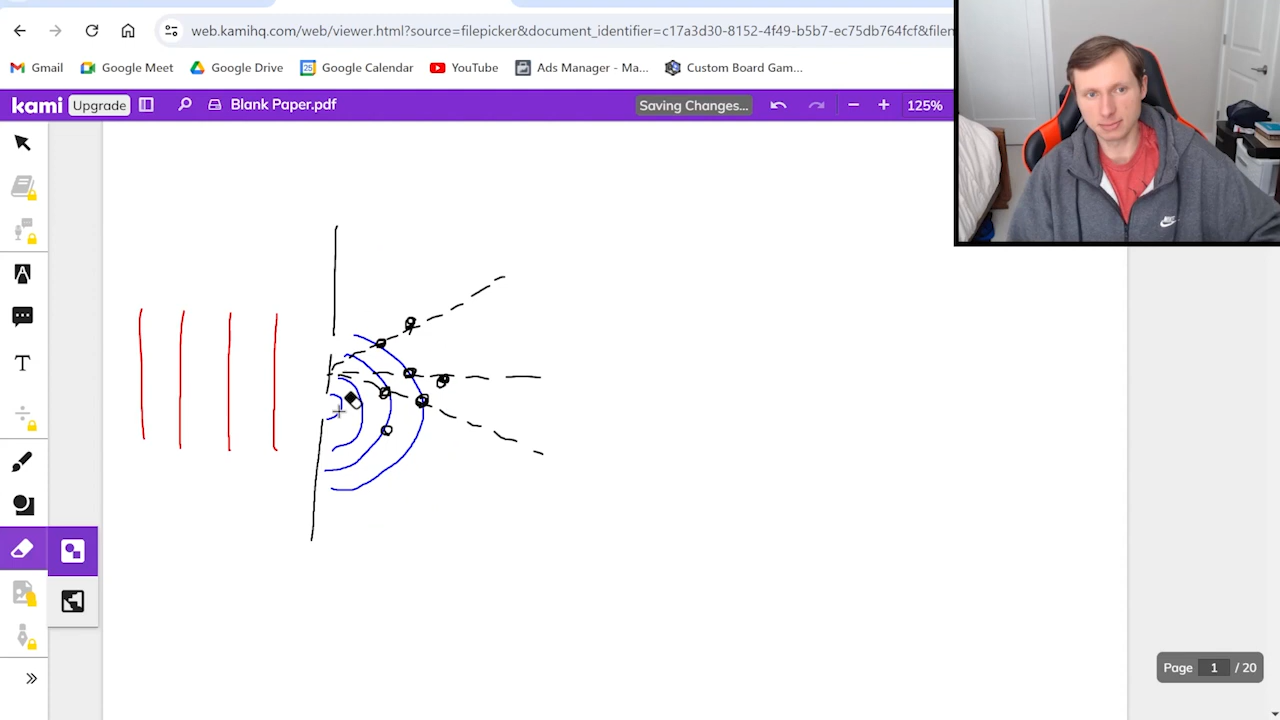 web.kamihq.com/web/viewer.html?source=filepicker&document_identifier=c17a3d30-8152-4f49-b5b7-ec75db764fcf&filen
Gmail Google Meet Google Drive 25 Google Calendar YouTube Ads Manager - Ma... Custom Board Gam...
kami Upgrade Blank Paper.pdf Saving Changes... 125%
A
T
Page 1 / 20